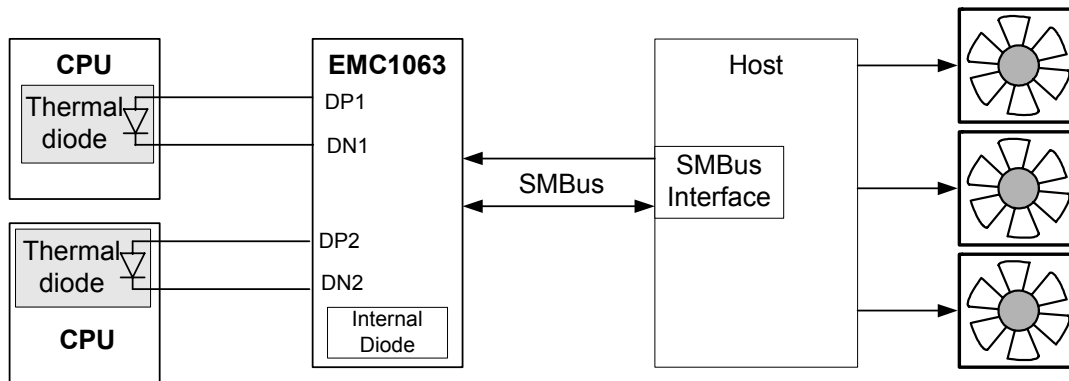 CPU
Thermal
diode
Thermal
diode
CPU
EMC1063
DP1
DN1
DP2
DN2
Internal
Diode
SMBus
Host
SMBus
Interface